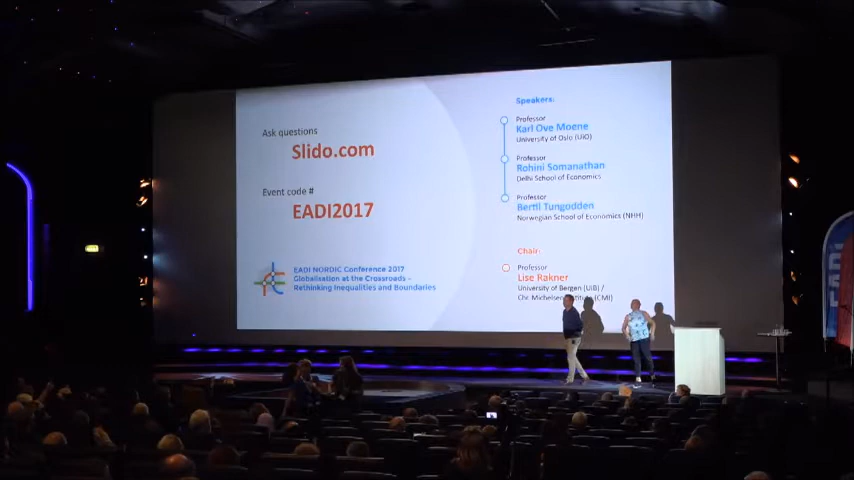 Ask questions
Slido.com
Event code #
EADI2017
EADI NORDIC Conference 2017
Globalisation at the Crossroads –
Rethinking Inequalities and Boundaries
Speakers:
Professor
Karl Ove Moene
University of Oslo (UiO)
Professor
Rohini Somanathan
Delhi School of Economics
Professor
Bertil Tungodden
Norwegian School of Economics (NHH)
Chair:
Professor
Lise Rakner
University of Bergen (UiB) /
Chr. Michelsen (CMI)
EADI